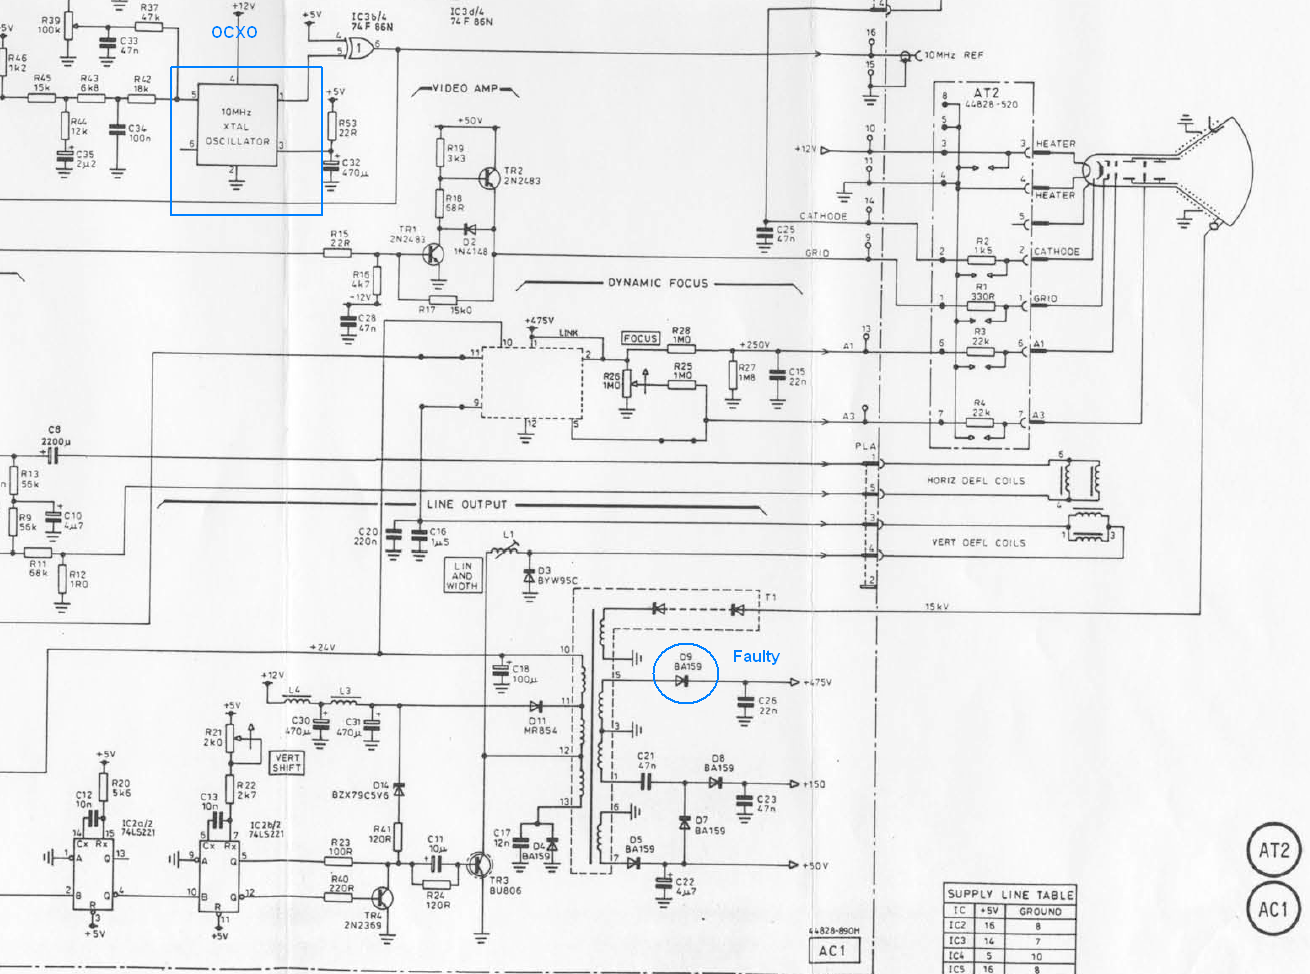 R39
100k
R37
47k
+12V
OCXO
+5V
IC3b/4
74F 86N
IC3d/4
74F 86N
4
C33
47n
4
5
1
6
R46
1k2
R45
15k
R43
6k8
R42
18k
5
4
1
10MHz
XTAL
OSCILLATOR
6
3
2
+5V
R53
22R
R44
12k
C34
100n
C35
2µ2
C32
470µ
VIDEO AMP
+50V
R19
3k3
TR2
2N2483
R18
68R
TR1
2N2483
D2
1N4148
R15
22R
R16
4k7
-12V
C28
47n
R17
15k0
16
10MHz REF
15
AT2
44828-520
8
5
10
+12V
3
3
HEATER
11
4
4
HEATER
14
CATHODE
C25
47n
5
9
GRID
R2
1k5
2
2
CATHODE
R1
330R
1
1
GRID
DYNAMIC FOCUS
+475V
LINK
10
1
11
2
FOCUS
R28
1M0
+250V
13
A1
R3
22k
6
6
A1
R26
1M0
R25
1M0
R27
1M8
C15
22n
9
12
5
A3
R4
22k
7
7
A3
C8
2200µ
PLA
1
R13
56k
R9
56k
C10
4µ7
R11
68k
R12
1R0
LINE OUTPUT
5
HORIZ DEFL COILS
6
4
C20
220n
C16
1µ5
3
1
3
VERT DEFL COILS
4
2
L1
LIN
AND
WIDTH
D3
BYW95C
T1
15kV
+24V
10
C18
100µ
D9
BA159
Faulty
5
+475V
C26
22n
+12V
L4
L3
C30
470µ
C31
470µ
D11
MR854
11
3
+5V
R21
2k0
VERT
SHIFT
12
C21
47n
D8
BA159
1
+150
C23
47n
+5V
R20
5k6
C12
10n
C13
10n
R22
2k7
D14
BZX79C5V6
13
6
D7
BA159
IC2a/2
74LS221
14
15
Cx
Rx
1
A
Q
13
2
B
Q
4
R
3
+5V
IC2b/2
74LS221
6
7
Cx
Rx
9
A
Q
5
10
B
Q
12
R
11
+5V
R23
100R
R41
120R
C11
10µ
R24
120R
R40
220R
TR4
2N2369
TR3
BU806
C17
12n
D4
BA159
7
D5
BA159
+50V
C22
4µ7
44828-890M
AC1
AT2
AC1
SUPPLY LINE TABLE
IC +5V GROUND
IC2 16 8
IC3 14 7
IC4 5 10
IC5 16 8